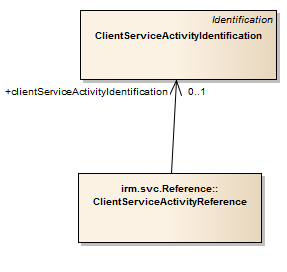 Identification
ClientServiceActivityIdentification
+clientServiceActivityIdentification 0..1
irm.svc.Reference::
ClientServiceActivityReference